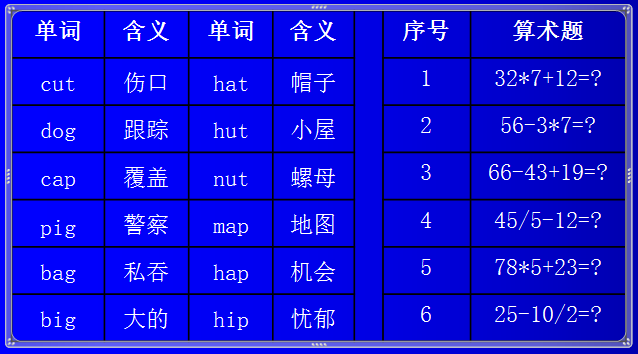 单词 含义 单词 含义 序号 算术题
cut 伤口 hat 帽子 1 32*7+12=?
dog 跟踪 hut 小屋 2 56-3*7=?
cap 覆盖 nut 螺母 3 66-43+19=?
pig 警察 map 地图 4 45/5-12=?
bag 私吞 hap 机会 5 78*5+23=?
big 大的 hip 忧郁 6 25-10/2=?